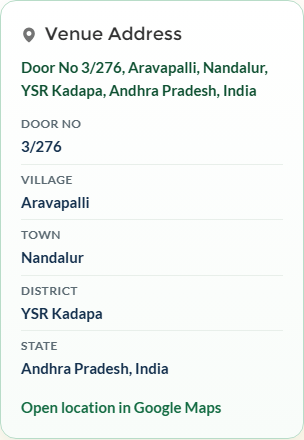 Venue Address
Door No 3/276, Aravapalli, Nandalur,
YSR Kadapa, Andhra Pradesh, India
DOOR NO
3/276
VILLAGE
Aravapalli
TOWN
Nandalur
DISTRICT
YSR Kadapa
STATE
Andhra Pradesh, India
Open location in Google Maps